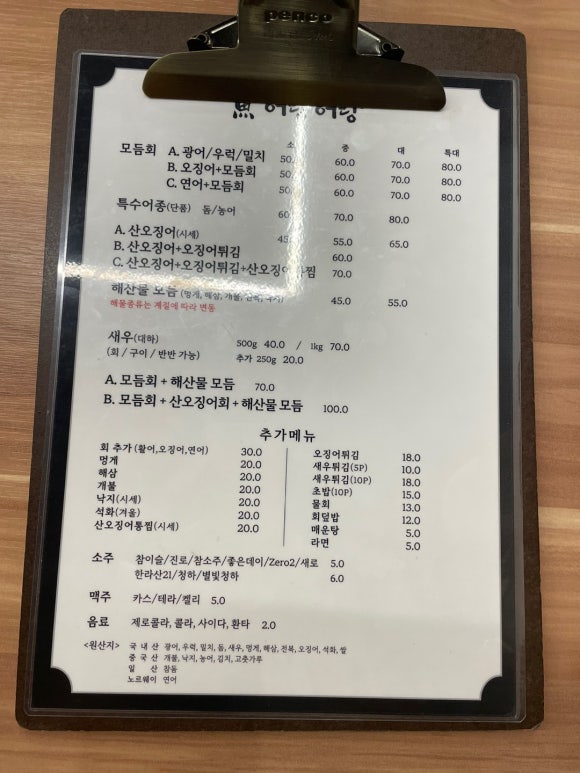 penco
魚 어랑 어랑
소 중 대 특대
모듬회 A. 광어/우럭/밀치 50. 60.0 70.0 80.0
B. 오징어+모듬회 50. 60.0 70.0 80.0
C. 연어+모듬회 50. 60.0 70.0 80.0
특수어종(단품) 돔/농어 60 70.0 80.0
A. 산오징어(시세) 45. 55.0 65.0
B. 산오징어+오징어튀김 60.0
C. 산오징어+오징어튀김+산오징어 찜 70.0
해산물 모듬 (멍게, 해삼, 개불, 45.0 55.0
해물종류는 계절에 따라 변동
새우(대하) 500g 40.0 / 1kg 70.0
(회 / 구이 / 반반 가능) 추가 250g 20.0
A. 모듬회 + 해산물 모듬 70.0
B. 모듬회 + 산오징어회 + 해산물 모듬 100.0
추가메뉴
회 추가 (활어,오징어,연어) 30.0
멍게 20.0
해삼 20.0
개불 20.0
낙지(시세) 20.0
석화(겨울) 20.0
산오징어통찜(시세) 20.0
오징어튀김 18.0
새우튀김(5P) 10.0
새우튀김(10P) 18.0
초밥(10P) 15.0
물회 13.0
회덮밥 12.0
매운탕 5.0
라면 5.0
소주 참이슬/진로/참소주/좋은데이/Zero2/새로 5.0
한라산21/청하/별빛청하 6.0
맥주 카스/테라/켈리 5.0
음료 제로콜라, 콜라, 사이다, 환타 2.0
<원산지> 국 내 산 광어, 우럭, 밀치, 돔, 새우, 멍게, 해삼, 전복, 오징어, 석화, 쌀
중 국 산 개불, 낙지, 농어, 김치, 고춧가루
일 산 참돔
노르웨이 연어